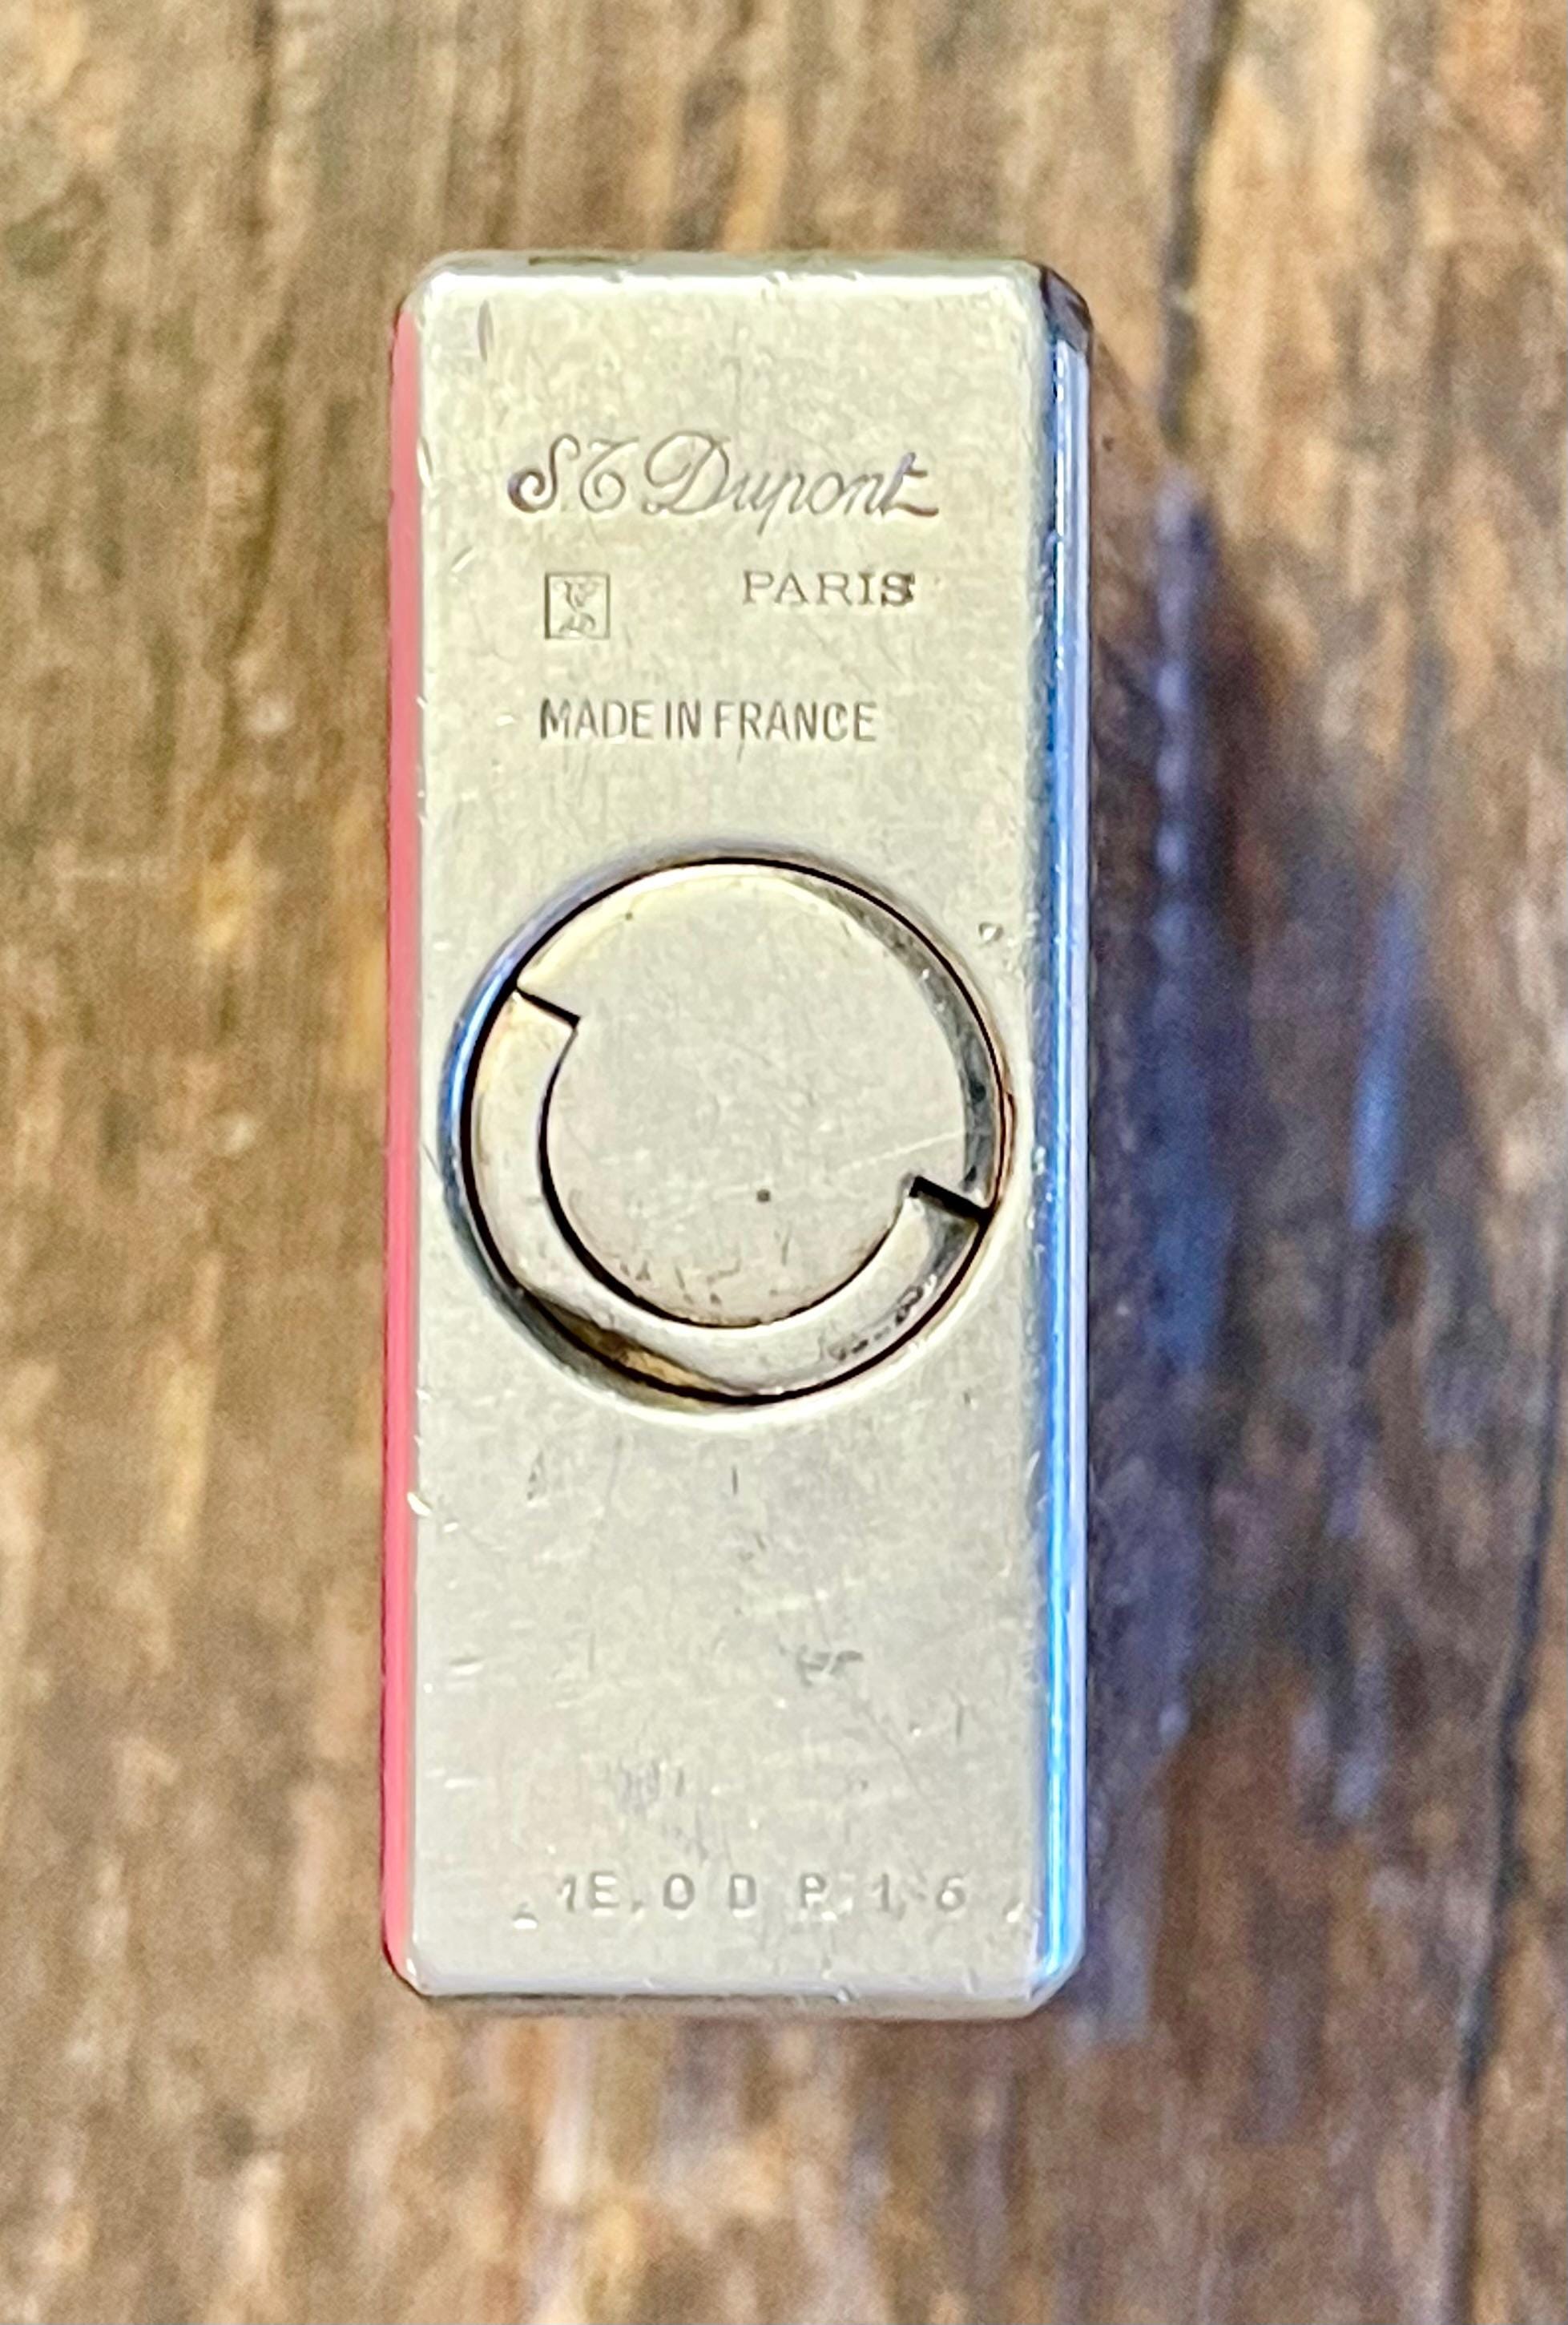 S.T. Dupont
PARIS
MADE IN FRANCE
1E0DP16